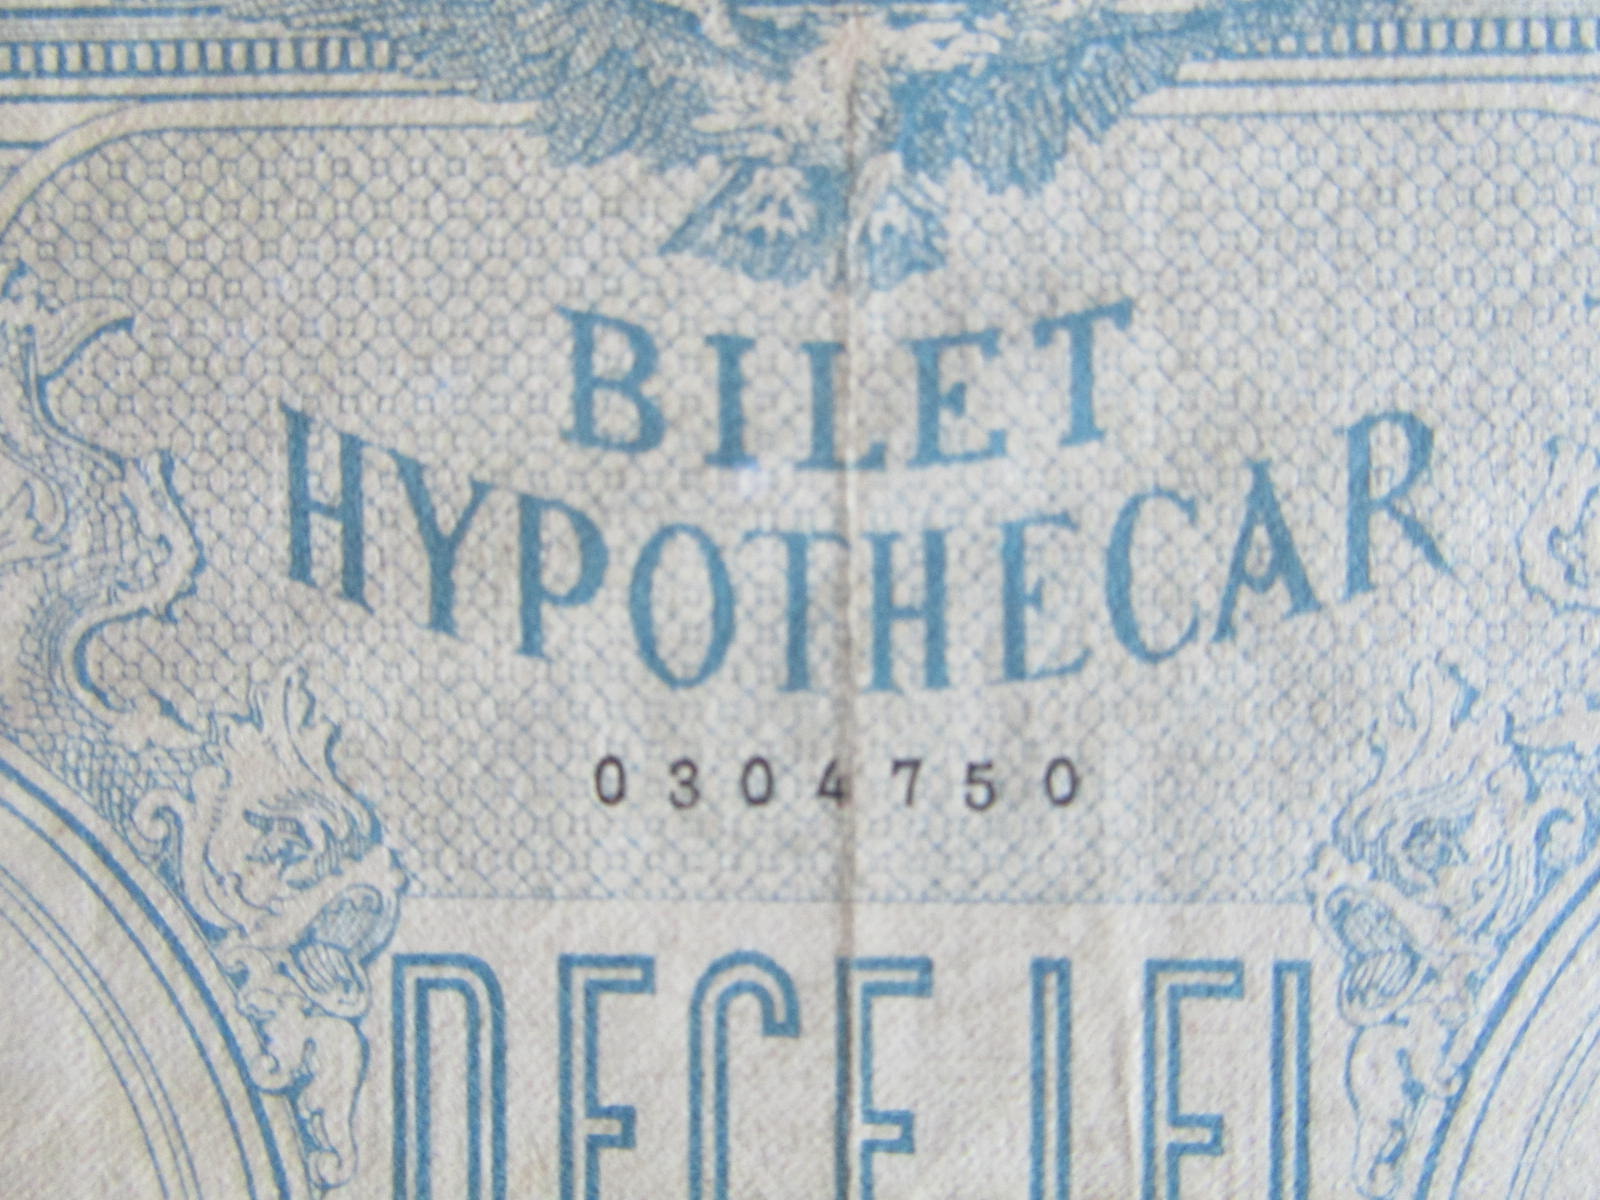 BILET
HYPOTHECAR
0304750
DECE LEI